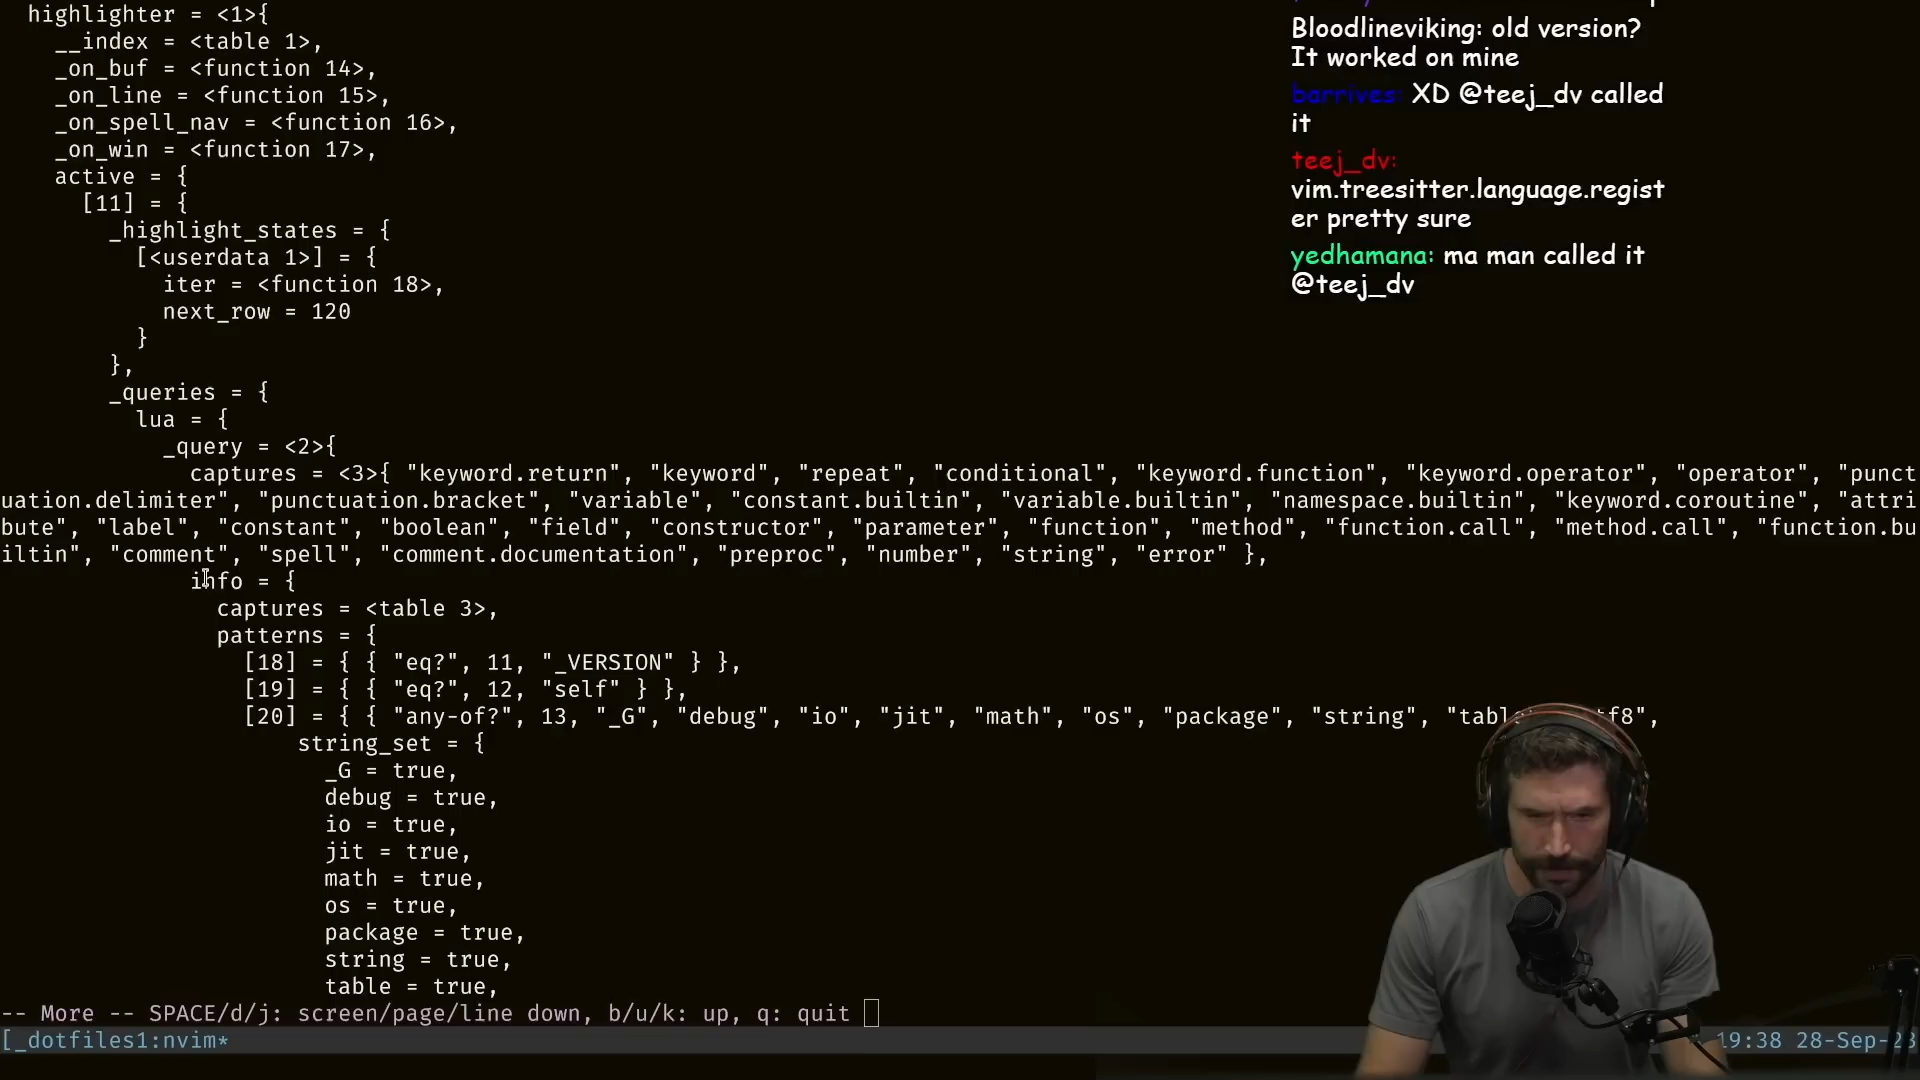 highlighter = <1>{
__index = <table 1>,
_on_buf = <function 14>,
_on_line = <function 15>,
_on_spell_nav = <function 16>,
_on_win = <function 17>,
active = {
[11] = {
_highlight_states = {
[<userdata 1>] = {
iter = <function 18>,
next_row = 120
}
},
_queries = {
lua = {
_query = <2>{
captures = <3>{ "keyword.return", "keyword", "repeat", "conditional", "keyword.function", "keyword.operator", "operator", "punct
uation.delimiter", "punctuation.bracket", "variable", "constant.builtin", "variable.builtin", "namespace.builtin", "keyword.coroutine", "attri
bute", "label", "constant", "boolean", "field", "constructor", "parameter", "function", "method", "function.call", "method.call", "function.bu
iltin", "comment", "spell", "comment.documentation", "preproc", "number", "string", "error" },
info = {
captures = <table 3>,
patterns = {
[18] = { { "eq?", 11, "_VERSION" } },
[19] = { { "eq?", 12, "self" } },
[20] = { { "any-of?", 13, "_G", "debug", "io", "jit", "math", "os", "package", "string",
string_set = {
_G = true,
debug = true,
io = true,
jit = true,
math = true,
os = true,
package = true,
string = true,
table = true,
-- More -- SPACE/d/j: screen/page/line down, b/u/k: up, q: quit
[_dotfiles1:nvim*
19:38 28-Sep-23
Bloodlineviking: old version?
It worked on mine
barrives: XD @teej_dv called
it
teej_dv:
vim.treesitter.language.regist
er pretty sure
yedhamana: ma man called it
@teej_dv